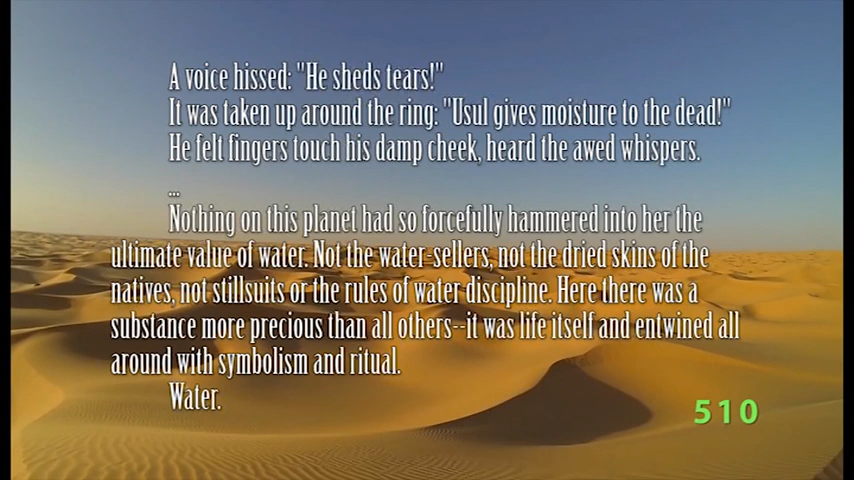 A voice hissed: "He sheds tears!"
It was taken up around the ring: "Usul gives moisture to the dead!"
He felt fingers touch his damp cheek, heard the awed whispers.
...
Nothing on this planet had so forcefully hammered into her the
ultimate value of water. Not the water-sellers, not the dried skins of the
natives, not stillsuits or the rules of water discipline. Here there was a
substance more precious than all others--it was life itself and entwined all
around with symbolism and ritual.
Water.
510